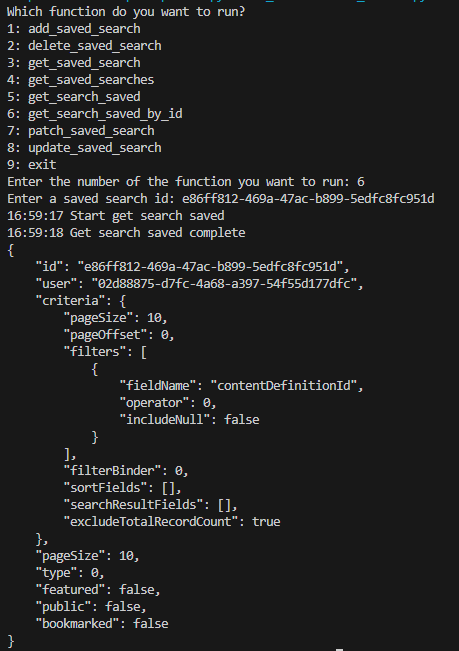 Which function do you want to run?
1: add_saved_search
2: delete_saved_search
3: get_saved_search
4: get_saved_searches
5: get_search_saved
6: get_search_saved_by_id
7: patch_saved_search
8: update_saved_search
9: exit
Enter the number of the function you want to run: 6
Enter a saved search id: e86ff812-469a-47ac-b899-5edfc8fc951d
16:59:17 Start get search saved
16:59:18 Get search saved complete
{
    "id": "e86ff812-469a-47ac-b899-5edfc8fc951d",
    "user": "02d88875-d7fc-4a68-a397-54f55d177dfc",
    "criteria": {
        "pageSize": 10,
        "pageOffset": 0,
        "filters": [
            {
                "fieldName": "contentDefinitionId",
                "operator": 0,
                "includeNull": false
            }
        ],
        "filterBinder": 0,
        "sortFields": [],
        "searchResultFields": [],
        "excludeTotalRecordCount": true
    },
    "pageSize": 10,
    "type": 0,
    "featured": false,
    "public": false,
    "bookmarked": false
}